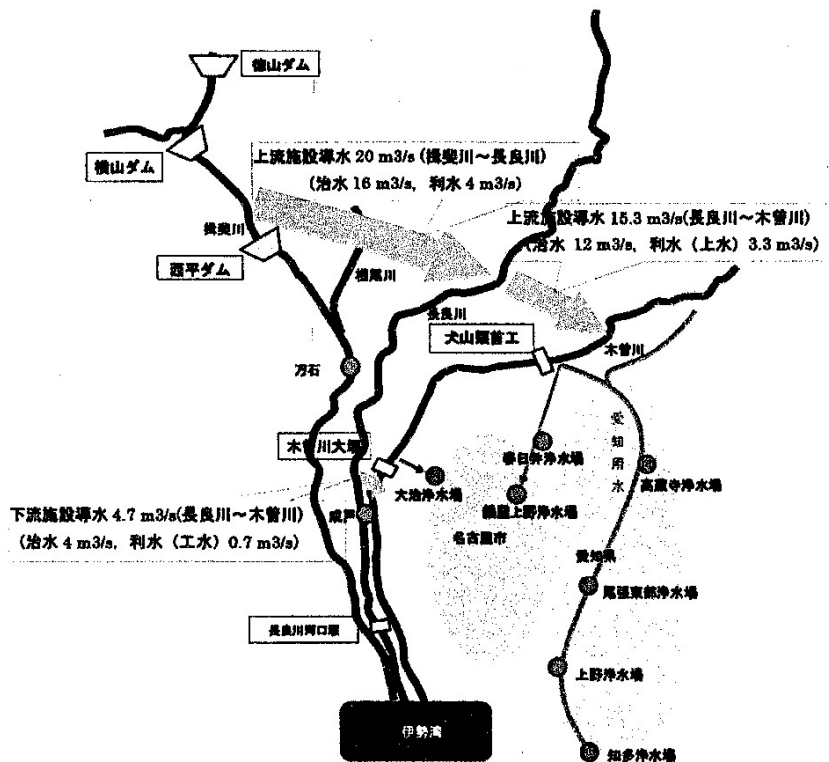 徳山ダム
横山ダム
上流施設導水 20 m3/s (揖斐川～長良川)
(治水 16 m3/s, 利水 4 m3/s)
上流施設導水 15.3 m3/s(長良川～木曽川)
(治水 12 m3/s, 利水（上水）3.3 m3/s)
揖斐川
西平ダム
根尾川
長良川
犬山頭首工
木曽川
万石
愛知用水
木曽川大堰
春日井浄水場
大治浄水場
高蔵寺浄水場
鍋屋上野浄水場
下流施設導水 4.7 m3/s(長良川～木曽川)
(治水 4 m3/s, 利水（工水）0.7 m3/s)
成戸
名古屋市
愛知県
尾張東部浄水場
長良川河口堰
上野浄水場
伊勢湾
知多浄水場